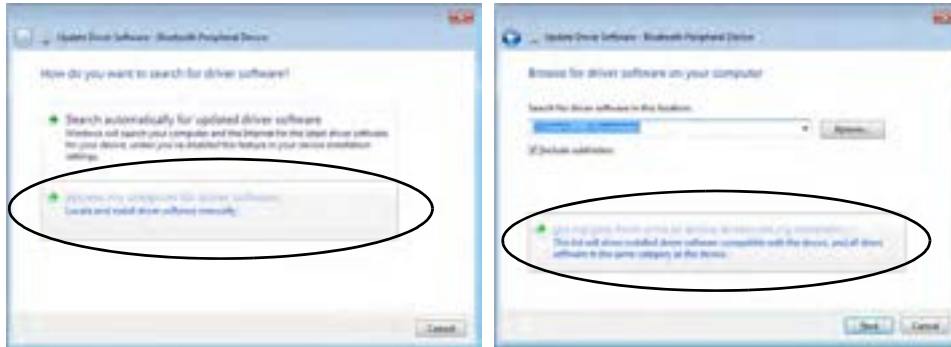 Update Driver Software - Bluetooth Peripheral Device
How do you want to search for driver software?
Search automatically for updated driver software
Windows will search your computer and the Internet for the latest driver software
for your device, unless you've disabled this feature in your device installation
settings.
Browse my computer for driver software
Locate and install driver software manually.
Cancel
Update Driver Software - Bluetooth Peripheral Device
Browse for driver software on your computer
Search for driver software in this location:
Browse...
Include subfolders
Let me pick from a list of device drivers on my computer
This list will show installed driver software compatible with the device, and all driver
software in the same category as the device.
Next
Cancel